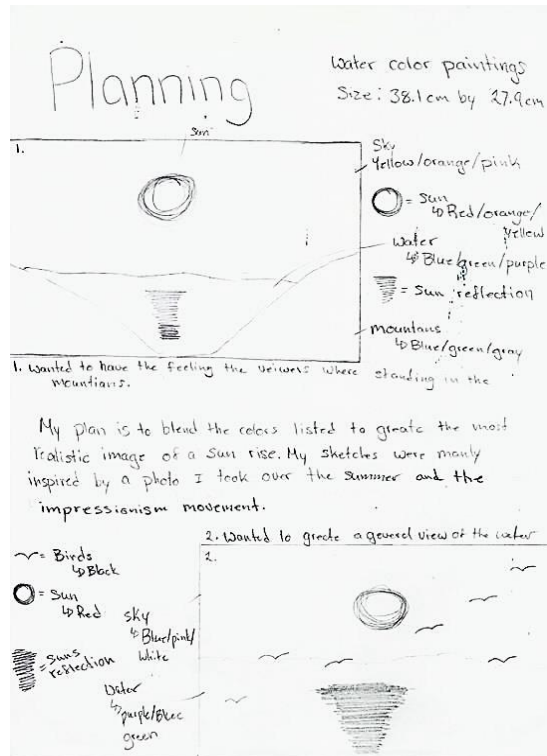 Planning
Water color paintings
Size: 38.1cm by 27.9cm
1.
Sun
Sky
Yellow/orange/pink
= Sun
↳ Red/orange/
Yellow
Water
↳ Blue/green/purple
= Sun reflection
mountans
↳ Blue/green/gray
1. Wanted to have the feeling the veiwers where standing in the
mountians.
My plan is to blend the colors listed to greate the most
realistic image of a sun rise. My sketches were manly
inspired by a photo I took over the summer and the
impressionism movement.
2. Wanted to greate a general view of the water
2.
= Birds
↳ Black
= Sun
↳ Red
Sky
↳ Blue/pink/
White
= Suns
reflection
Water
↳ purple/Blue
green